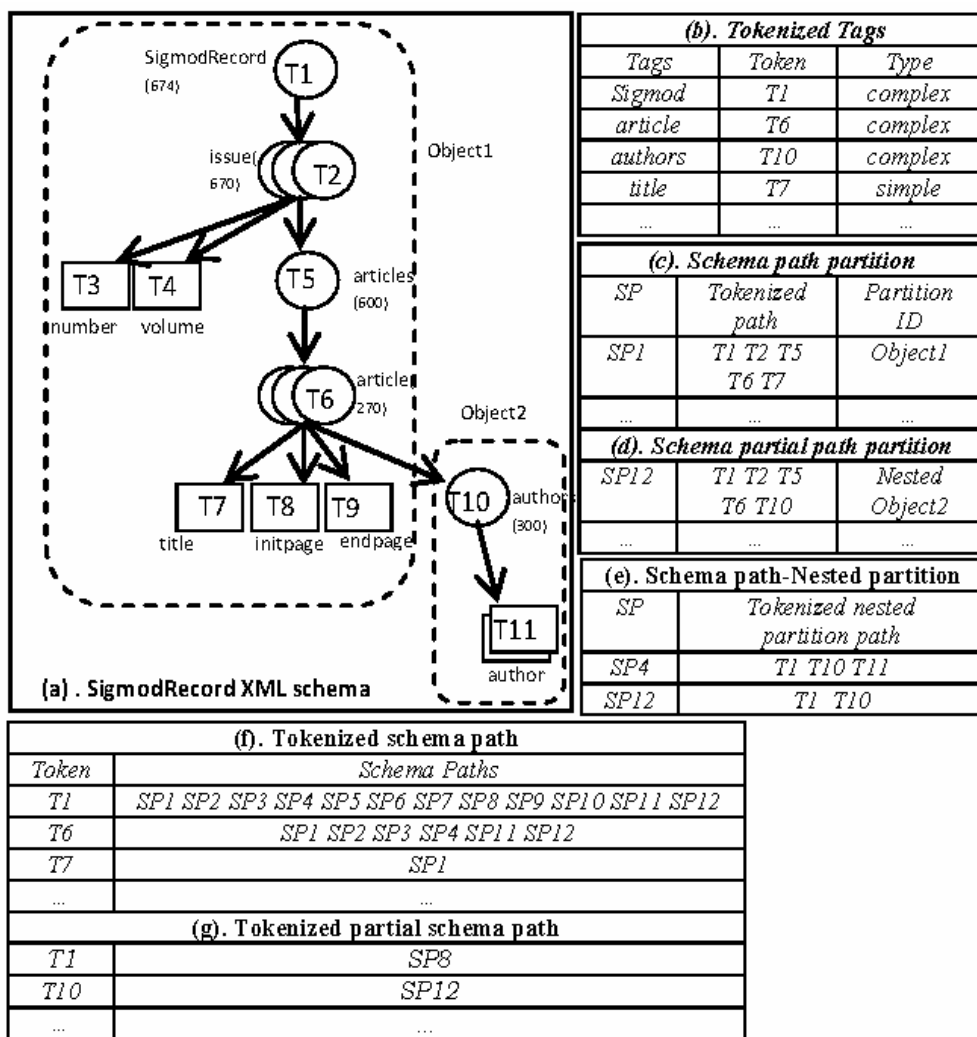 SigmodRecord
(674)
T1
Object1
issue(
670)
T2
T3
T4
number
volume
T5
articles
(600)
T6
article
(270)
Object2
T7
T8
T9
title
initpage
endpage
T10
authors
(300)
T11
author
(a) . SigmodRecord XML schema
(b). Tokenized Tags
Tags Token Type
Sigmod T1 complex
article T6 complex
authors T10 complex
title T7 simple
... ... ...
(c). Schema path partition
SP Tokenized Partition
path ID
SP1 T1 T2 T5 Object1
T6 T7
... ... ...
(d). Schema partial path partition
SP12 T1 T2 T5 Nested
T6 T10 Object2
... ... ...
(e). Schema path-Nested partition
SP Tokenized nested
partition path
SP4 T1 T10 T11
SP12 T1 T10
(f). Tokenized schema path
Token Schema Paths
T1 SP1 SP2 SP3 SP4 SP5 SP6 SP7 SP8 SP9 SP10 SP11 SP12
T6 SP1 SP2 SP3 SP4 SP11 SP12
T7 SP1
... ...
(g). Tokenized partial schema path
T1 SP8
T10 SP12
... ...